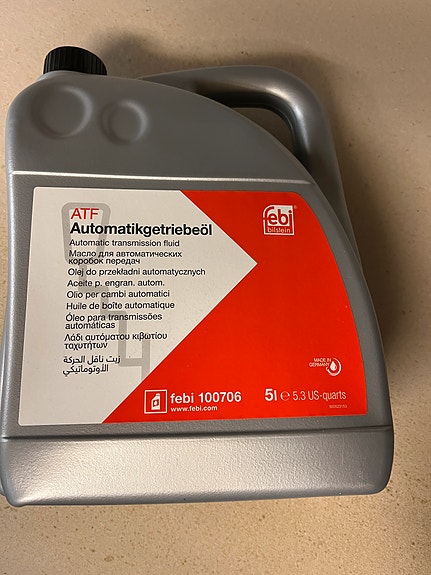 ATF
Automatikgetriebeöl
Automatic transmission fluid
Масло для автоматических
коробок передач
Olej do przekładni automatycznych
Aceite p. engran. autom.
Olio per cambi automatici
Huile de boîte automatique
Óleo para transmissões
automáticas
Λάδι αυτόματου κιβωτίου
ταχυτήτων
زيت ناقل الحركة
الأوتوماتيكي
febi®
bilstein
MADE IN
GERMANY
febi 100706
www.febi.com
5l ℮ 5.3 US-quarts